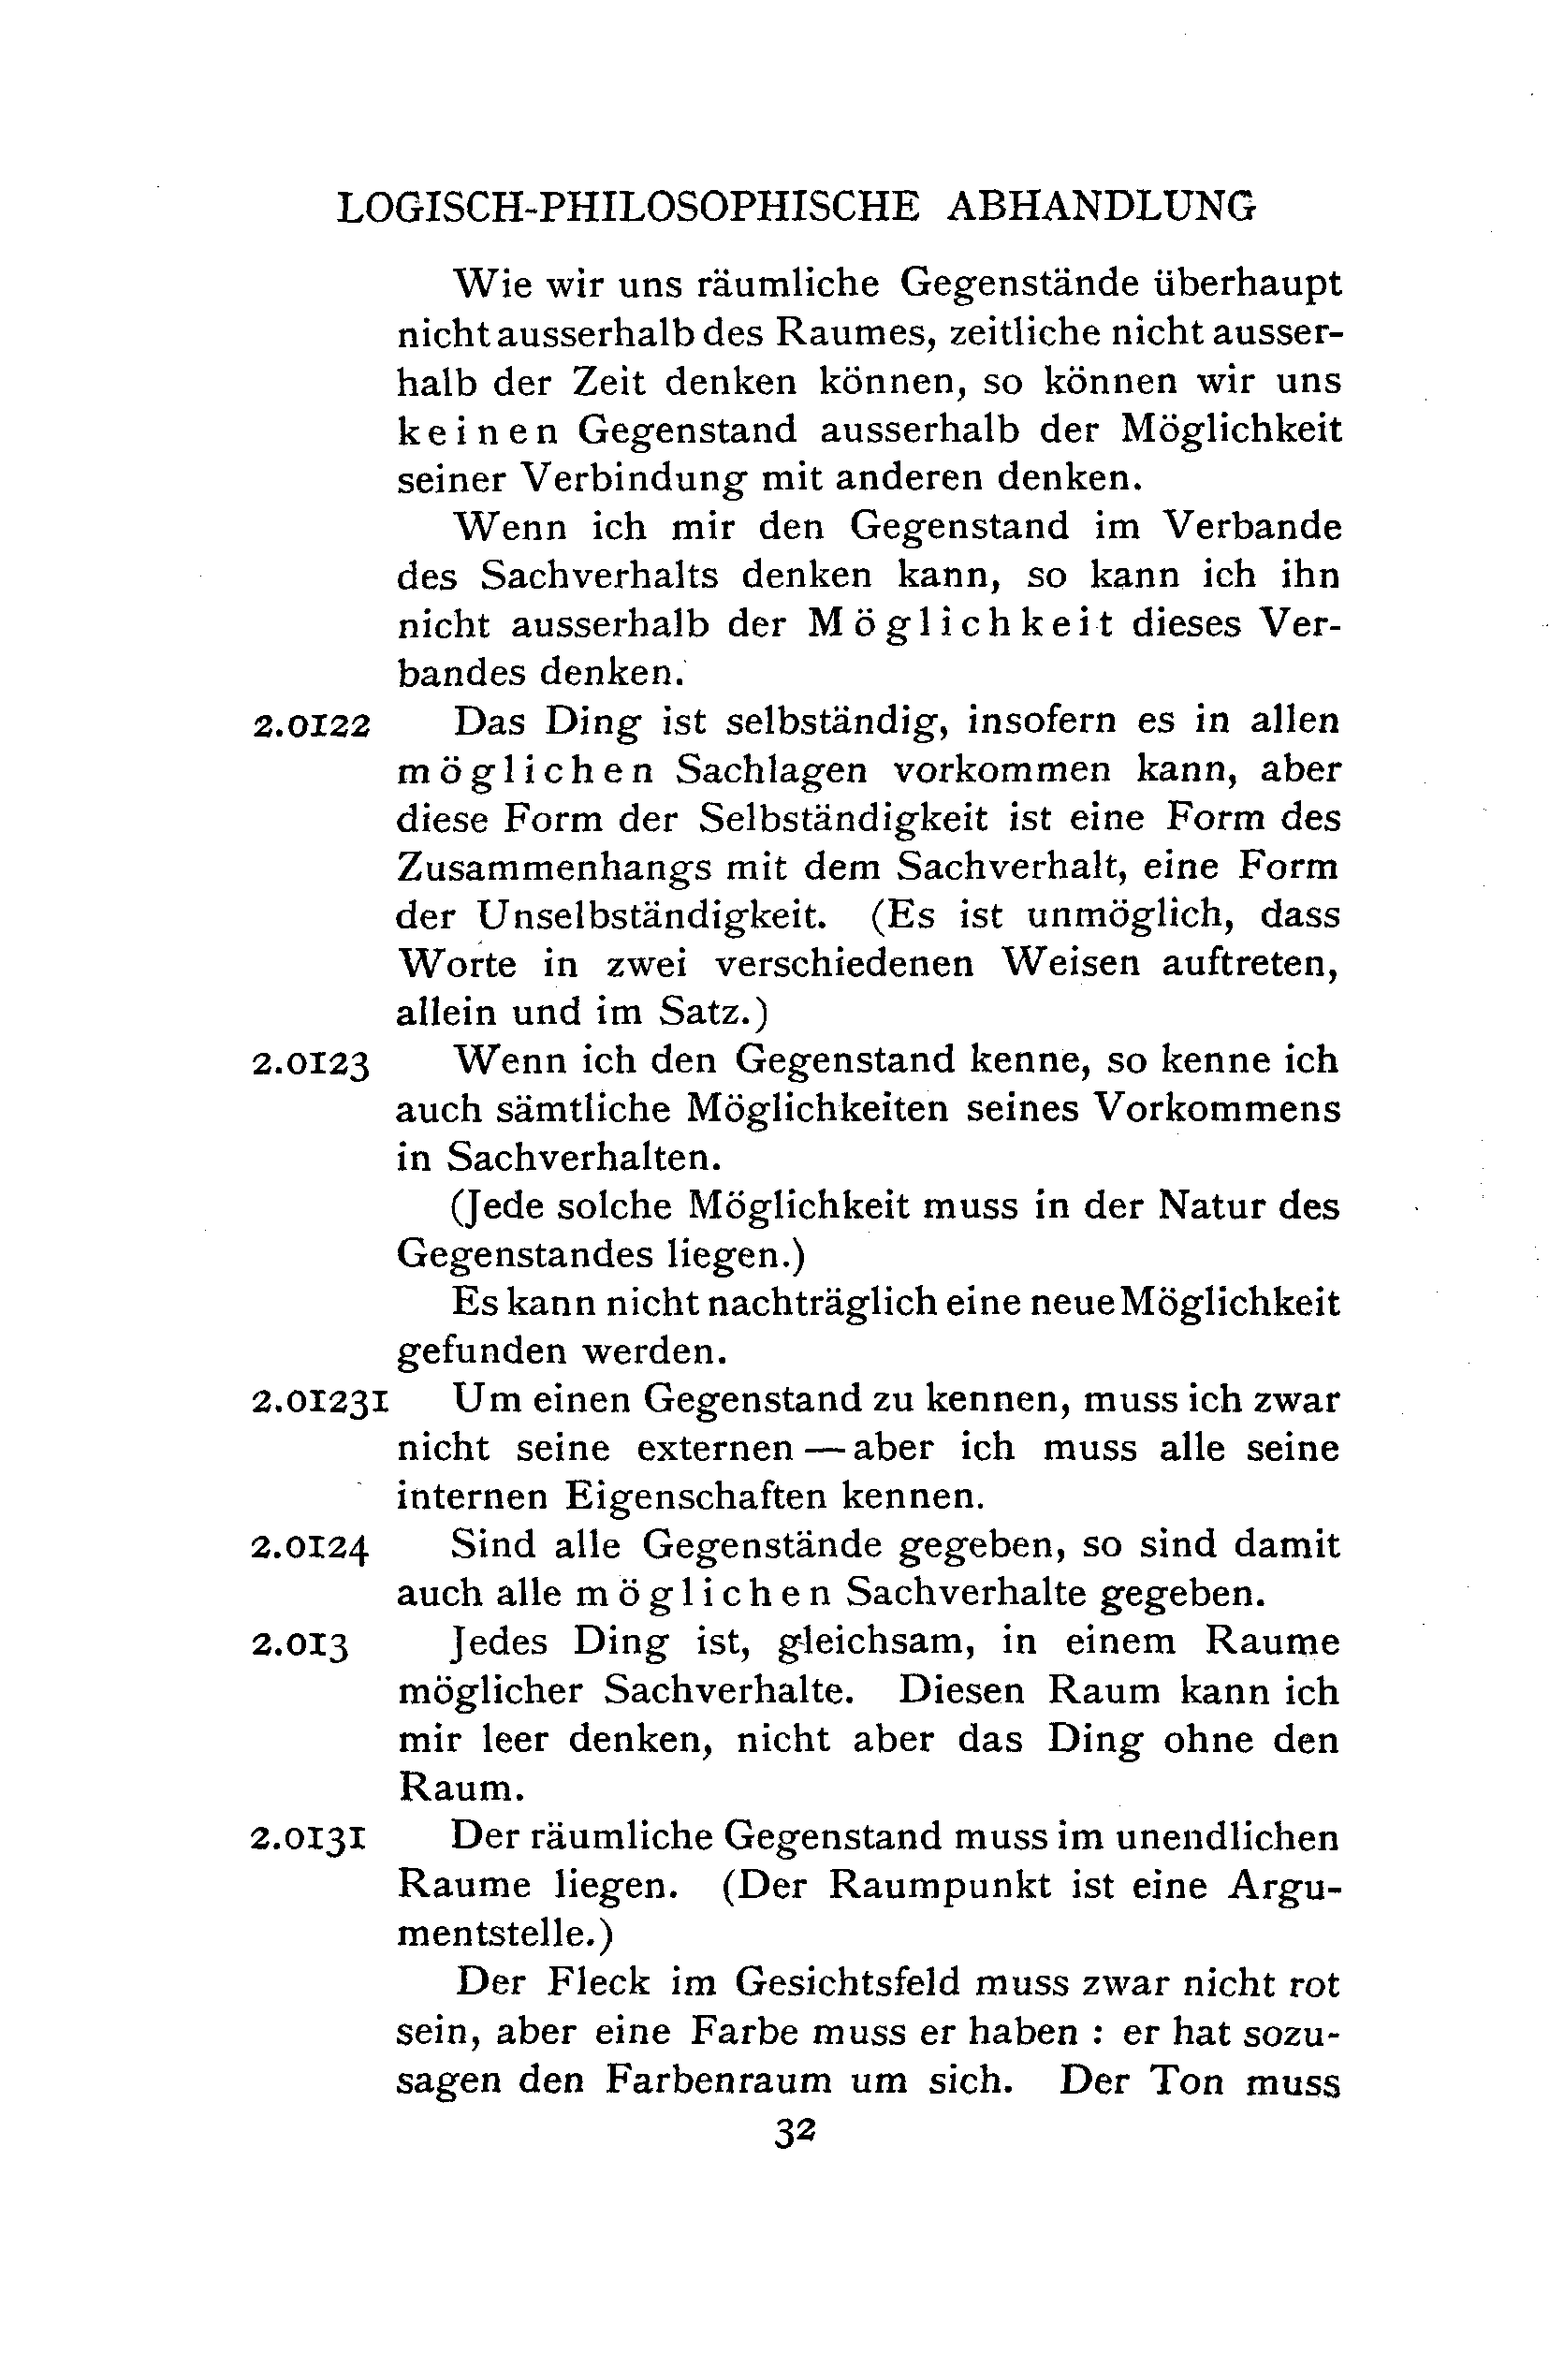 LOGISCH-PHILOSOPHISCHE ABHANDLUNG
Wie wir uns räumliche Gegenstände überhaupt
nicht ausserhalb des Raumes, zeitliche nicht ausser-
halb der Zeit denken können, so können wir uns
keinen Gegenstand ausserhalb der Möglichkeit
seiner Verbindung mit anderen denken.
Wenn ich mir den Gegenstand im Verbande
des Sachverhalts denken kann, so kann ich ihn
nicht ausserhalb der Möglichkeit dieses Ver-
bandes denken.
2.0122 Das Ding ist selbständig, insofern es in allen
möglichen Sachlagen vorkommen kann, aber
diese Form der Selbständigkeit ist eine Form des
Zusammenhangs mit dem Sachverhalt, eine Form
der Unselbständigkeit. (Es ist unmöglich, dass
Worte in zwei verschiedenen Weisen auftreten,
allein und im Satz.)
2.0123 Wenn ich den Gegenstand kenne, so kenne ich
auch sämtliche Möglichkeiten seines Vorkommens
in Sachverhalten.
(Jede solche Möglichkeit muss in der Natur des
Gegenstandes liegen.)
Es kann nicht nachträglich eine neue Möglichkeit
gefunden werden.
2.01231 Um einen Gegenstand zu kennen, muss ich zwar
nicht seine externen — aber ich muss alle seine
internen Eigenschaften kennen.
2.0124 Sind alle Gegenstände gegeben, so sind damit
auch alle möglichen Sachverhalte gegeben.
2.013 Jedes Ding ist, gleichsam, in einem Raume
möglicher Sachverhalte. Diesen Raum kann ich
mir leer denken, nicht aber das Ding ohne den
Raum.
2.0131 Der räumliche Gegenstand muss im unendlichen
Raume liegen. (Der Raumpunkt ist eine Argu-
mentstelle.)
Der Fleck im Gesichtsfeld muss zwar nicht rot
sein, aber eine Farbe muss er haben : er hat sozu-
sagen den Farbenraum um sich. Der Ton muss
32